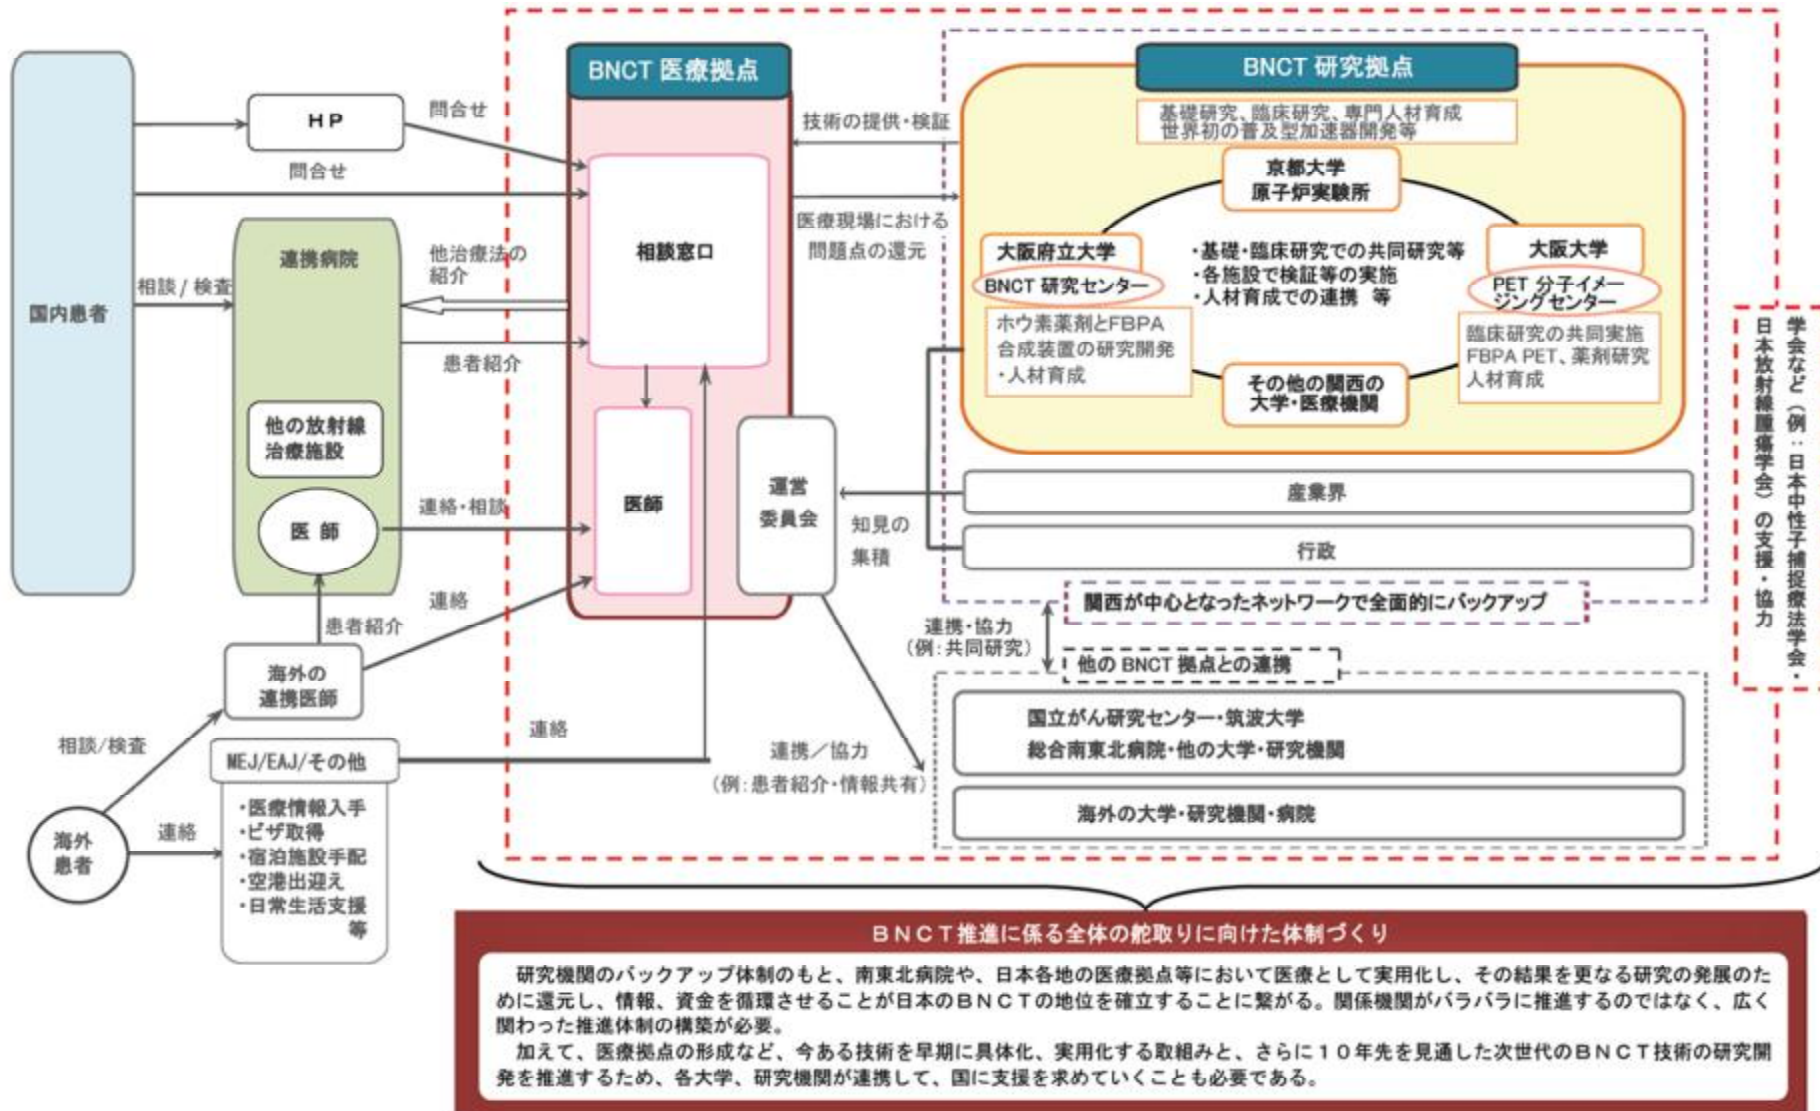 BNCT 医療拠点
BNCT 研究拠点
国内患者
HP
問合せ
問合せ
連携病院
相談 / 検査
他治療法の
紹介
患者紹介
他の放射線
治療施設
医 師
連絡・相談
連絡
患者紹介
海外の
連携医師
相談/検査
海外
患者
連絡
MEJ/EAJ/その他
・医療情報入手
・ビザ取得
・宿泊施設手配
・空港出迎え
・日常生活支援
等
連絡
相談窓口
医師
運営
委員会
技術の提供・検証
医療現場における
問題点の還元
基礎研究、臨床研究、専門人材育成
世界初の普及型加速器開発等
京都大学
原子炉実験所
大阪府立大学
BNCT 研究センター
ホウ素薬剤とFBPA
合成装置の研究開発
・人材育成
・基礎・臨床研究での共同研究等
・各施設で検証等の実施
・人材育成での連携 等
大阪大学
PET 分子イメー
ジングセンター
臨床研究の共同実施
FBPA PET、薬剤研究
人材育成
その他の関西の
大学・医療機関
知見の
集積
産業界
行政
関西が中心となったネットワークで全面的にバックアップ
連携・協力
(例:共同研究)
他の BNCT 拠点との連携
国立がん研究センター・筑波大学
総合南東北病院・他の大学・研究機関
海外の大学・研究機関・病院
連携／協力
(例:患者紹介・情報共有)
学会など（例：日本中性子捕捉療法学会・
日本放射線腫瘍学会）の支援・協力
BNCT推進に係る全体の舵取りに向けた体制づくり
研究機関のバックアップ体制のもと、南東北病院や、日本各地の医療拠点等において医療として実用化し、その結果を更なる研究の発展のた
めに還元し、情報、資金を循環させることが日本のBNCTの地位を確立することに繋がる。関係機関がバラバラに推進するのではなく、広く
関わった推進体制の構築が必要。
加えて、医療拠点の形成など、今ある技術を早期に具体化、実用化する取組みと、さらに１０年先を見通した次世代のBNCT技術の研究開
発を推進するため、各大学、研究機関が連携して、国に支援を求めていくことも必要である。